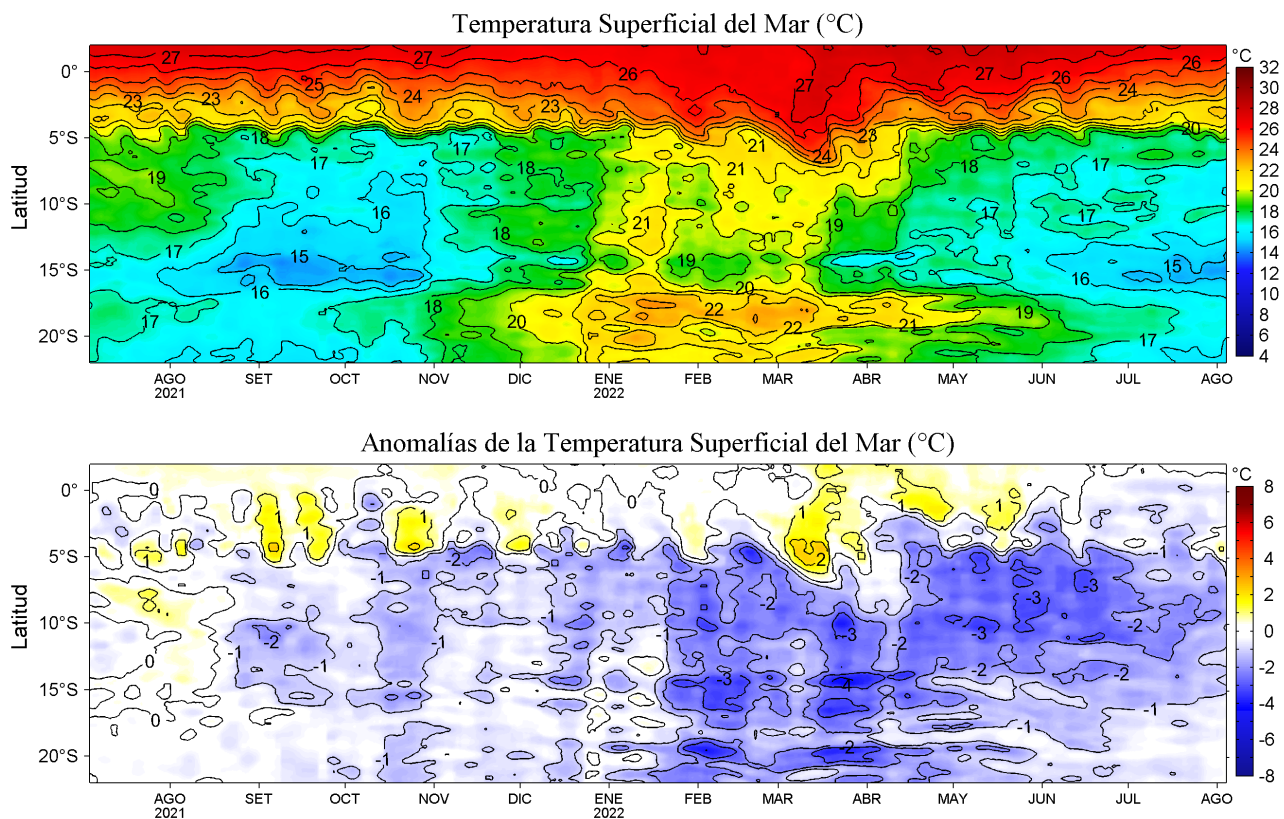 Temperatura Superficial del Mar (°C)
27 27 26 27 27 26 26
0°
23 23 25 24 23 24
5°S
18 17 17 18 21 24 23 18 17 20
19 16 21 21
10°S
17 18 19 17
15°S
15 19 16 15
16 20
17 18 20 22 22 21 19 17
20°S
Latitud
AGO SET OCT NOV DIC ENE FEB MAR ABR MAY JUN JUL AGO
2021 2022
°C
32
30
28
26
24
22
20
18
16
14
12
10
8
6
4
Anomalías de la Temperatura Superficial del Mar (°C)
0 0 0
0°
1 1 1 1 1
5°S
1 -2 2 -2 -1
-1 -1 -2 -3 -3
10°S
-2 -1 -1 -3 -2 -3 -2
0 -1
15°S
-3 -4 -2 -2
0 -1 -1
20°S
-2
Latitud
AGO SET OCT NOV DIC ENE FEB MAR ABR MAY JUN JUL AGO
2021 2022
°C
8
6
4
2
0
-2
-4
-6
-8